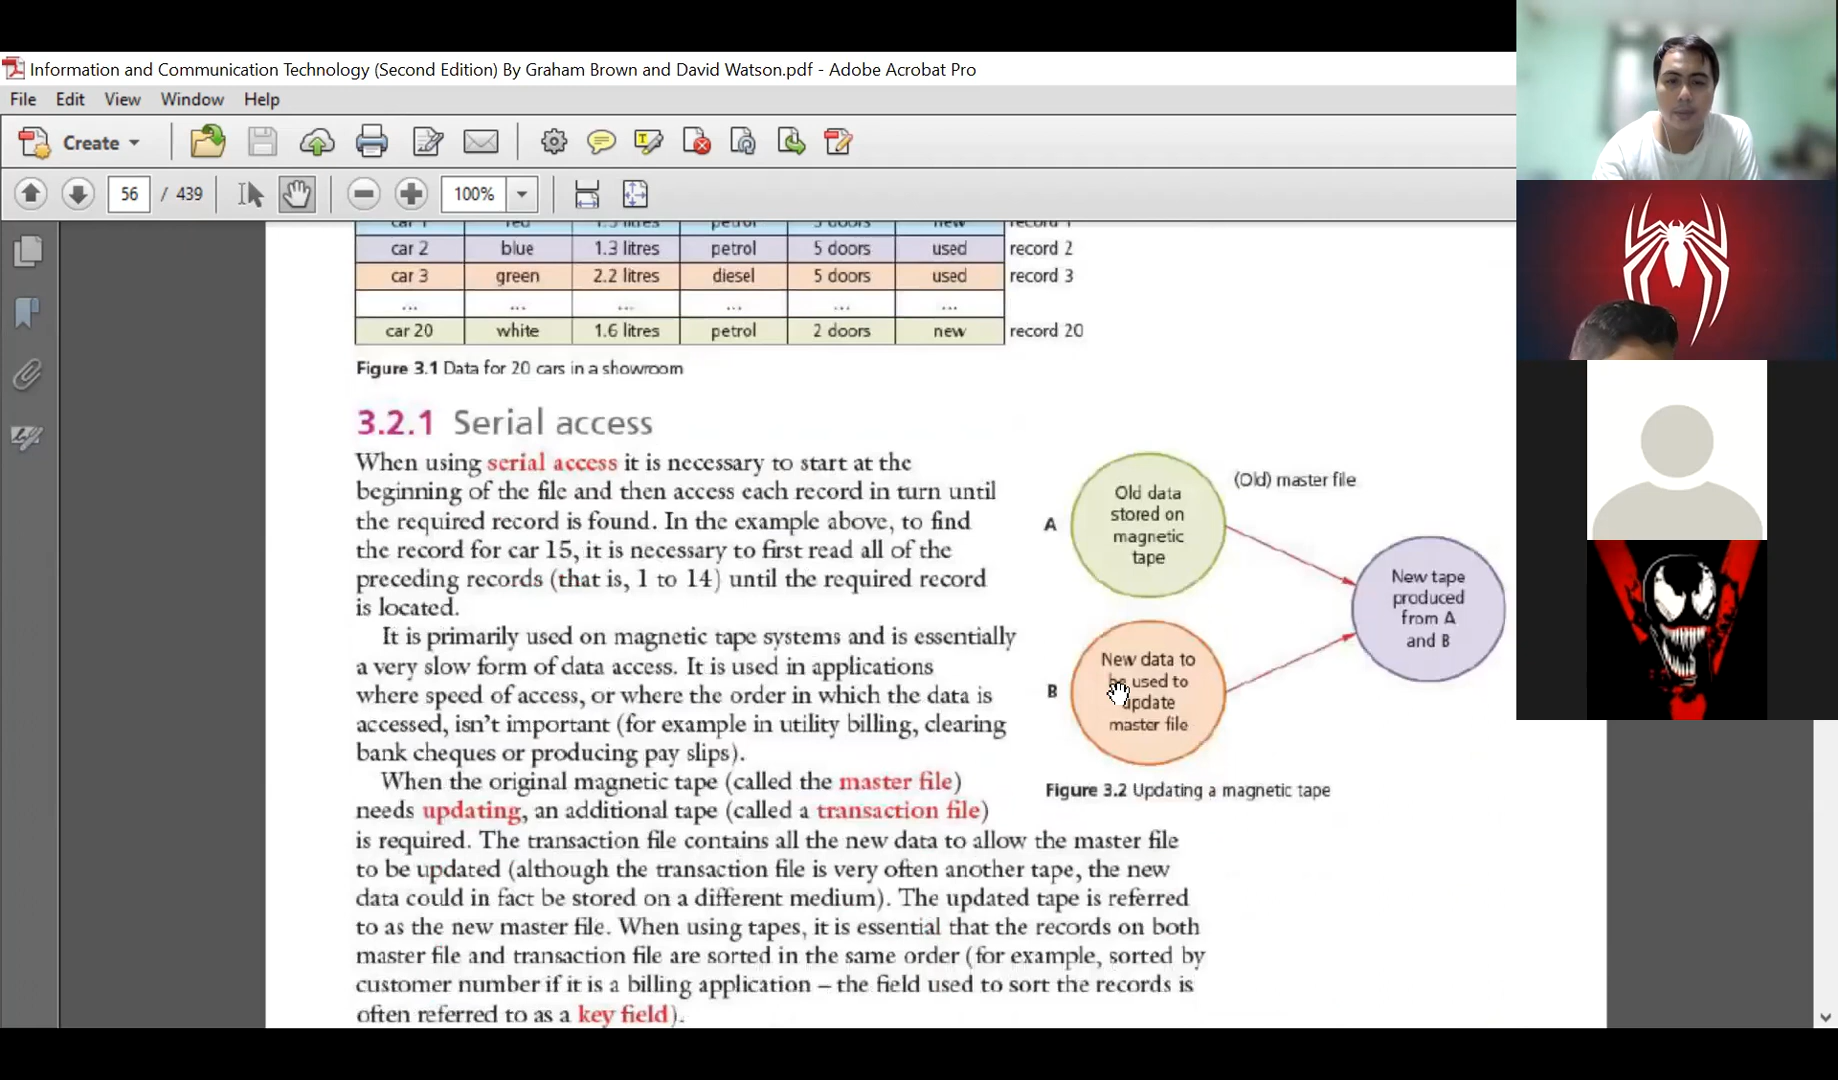 Information and Communication Technology (Second Edition) By Graham Brown and David Watson.pdf - Adobe Acrobat Pro
File Edit View Window Help
Create
56 / 439 100%
car 1 red 1.5 litres petrol 3 doors new record 1
car 2 blue 1.3 litres petrol 5 doors used record 2
car 3 green 2.2 litres diesel 5 doors used record 3
... ... ... ... ... ...
car 20 white 1.6 litres petrol 2 doors new record 20
Figure 3.1 Data for 20 cars in a showroom
3.2.1 Serial access
When using serial access it is necessary to start at the
beginning of the file and then access each record in turn until
the required record is found. In the example above, to find
the record for car 15, it is necessary to first read all of the
preceding records (that is, 1 to 14) until the required record
is located.
It is primarily used on magnetic tape systems and is essentially
a very slow form of data access. It is used in applications
where speed of access, or where the order in which the data is
accessed, isn't important (for example in utility billing, clearing
bank cheques or producing pay slips).
When the original magnetic tape (called the master file)
needs updating, an additional tape (called a transaction file)
is required. The transaction file contains all the new data to allow the master file
to be updated (although the transaction file is very often another tape, the new
data could in fact be stored on a different medium). The updated tape is referred
to as the new master file. When using tapes, it is essential that the records on both
master file and transaction file are sorted in the same order (for example, sorted by
customer number if it is a billing application – the field used to sort the records is
often referred to as a key field).
A
Old data
stored on
magnetic
tape
(Old) master file
B
New data to
be used to
update
master file
New tape
produced
from A
and B
Figure 3.2 Updating a magnetic tape